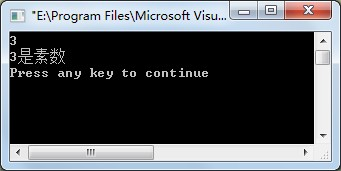 "E:\Program Files\Microsoft Visu...
3
3是素数
Press any key to continue